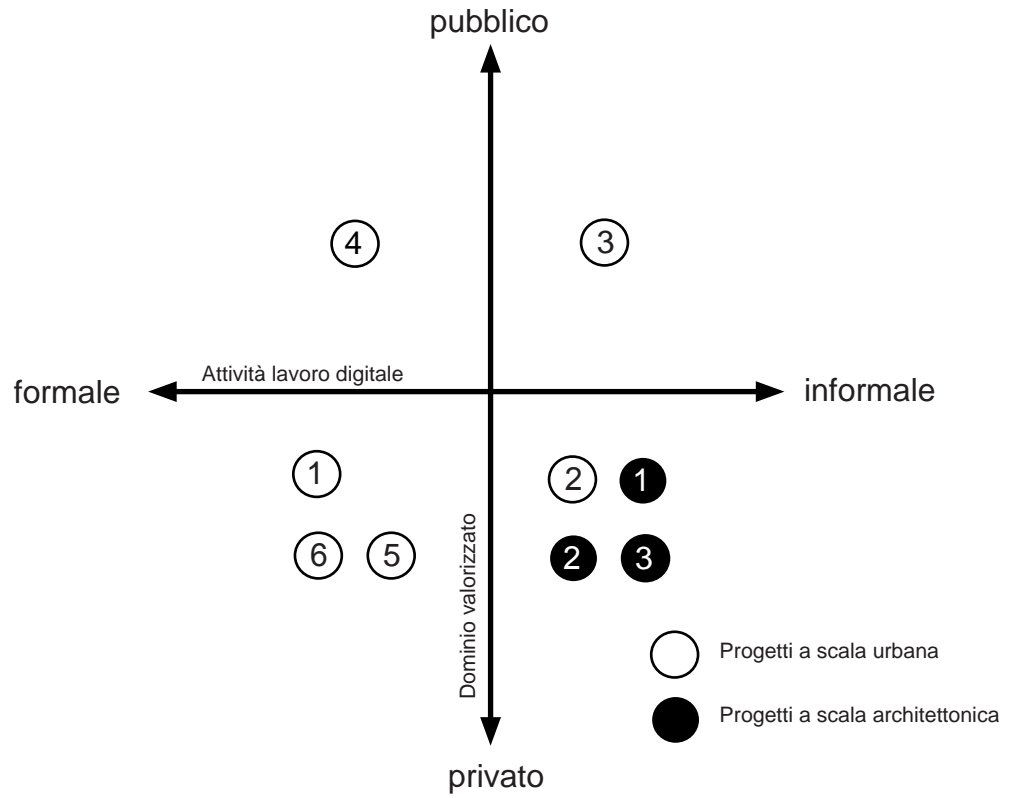 pubblico
4
3
Attività lavoro digitale
formale
informale
1
2
1
6
5
2
3
Dominio valorizzato
Progetti a scala urbana
Progetti a scala architettonica
privato